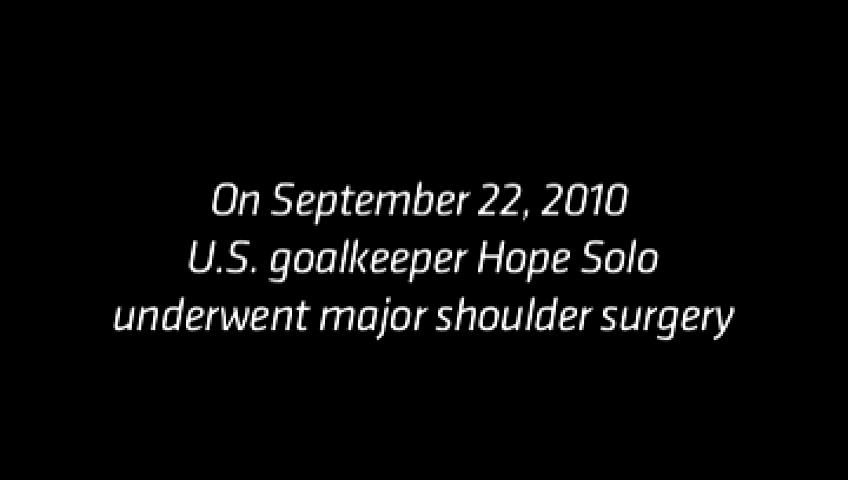 On September 22, 2010
U.S. goalkeeper Hope Solo
underwent major shoulder surgery